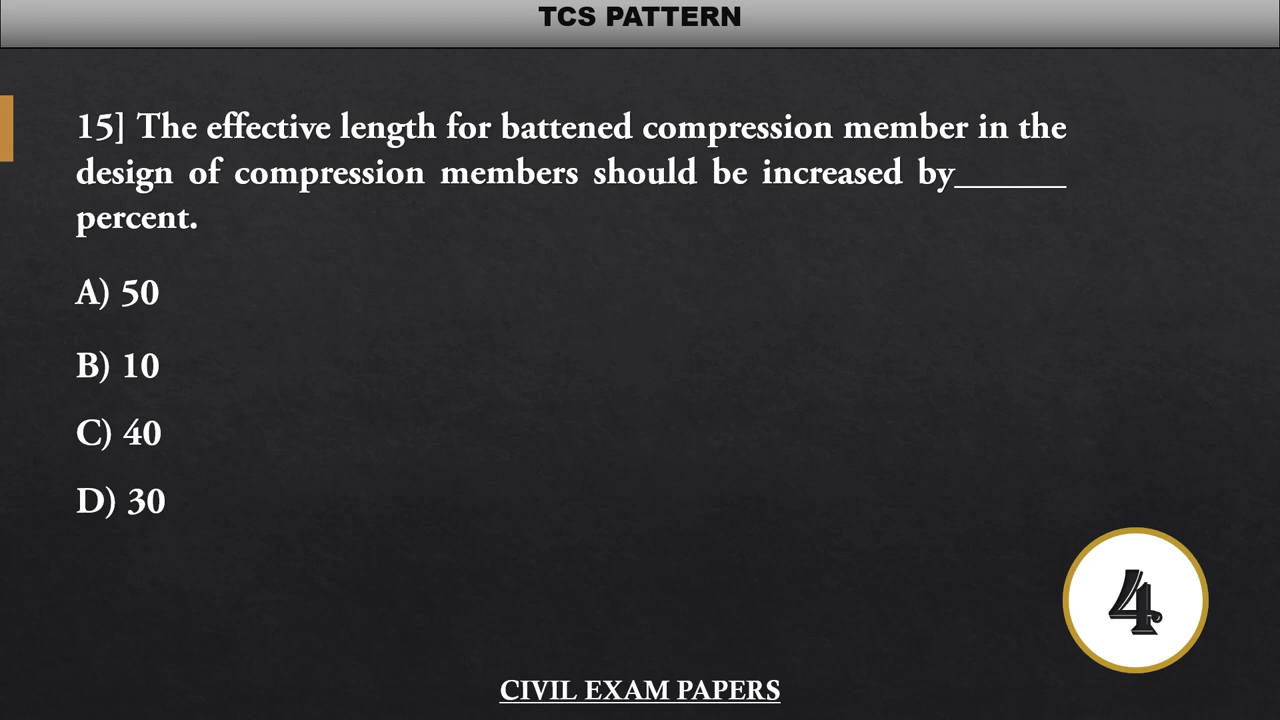 TCS PATTERN
15] The effective length for battened compression member in the
design of compression members should be increased by______
percent.
A) 50
B) 10
C) 40
D) 30
4
CIVIL EXAM PAPERS